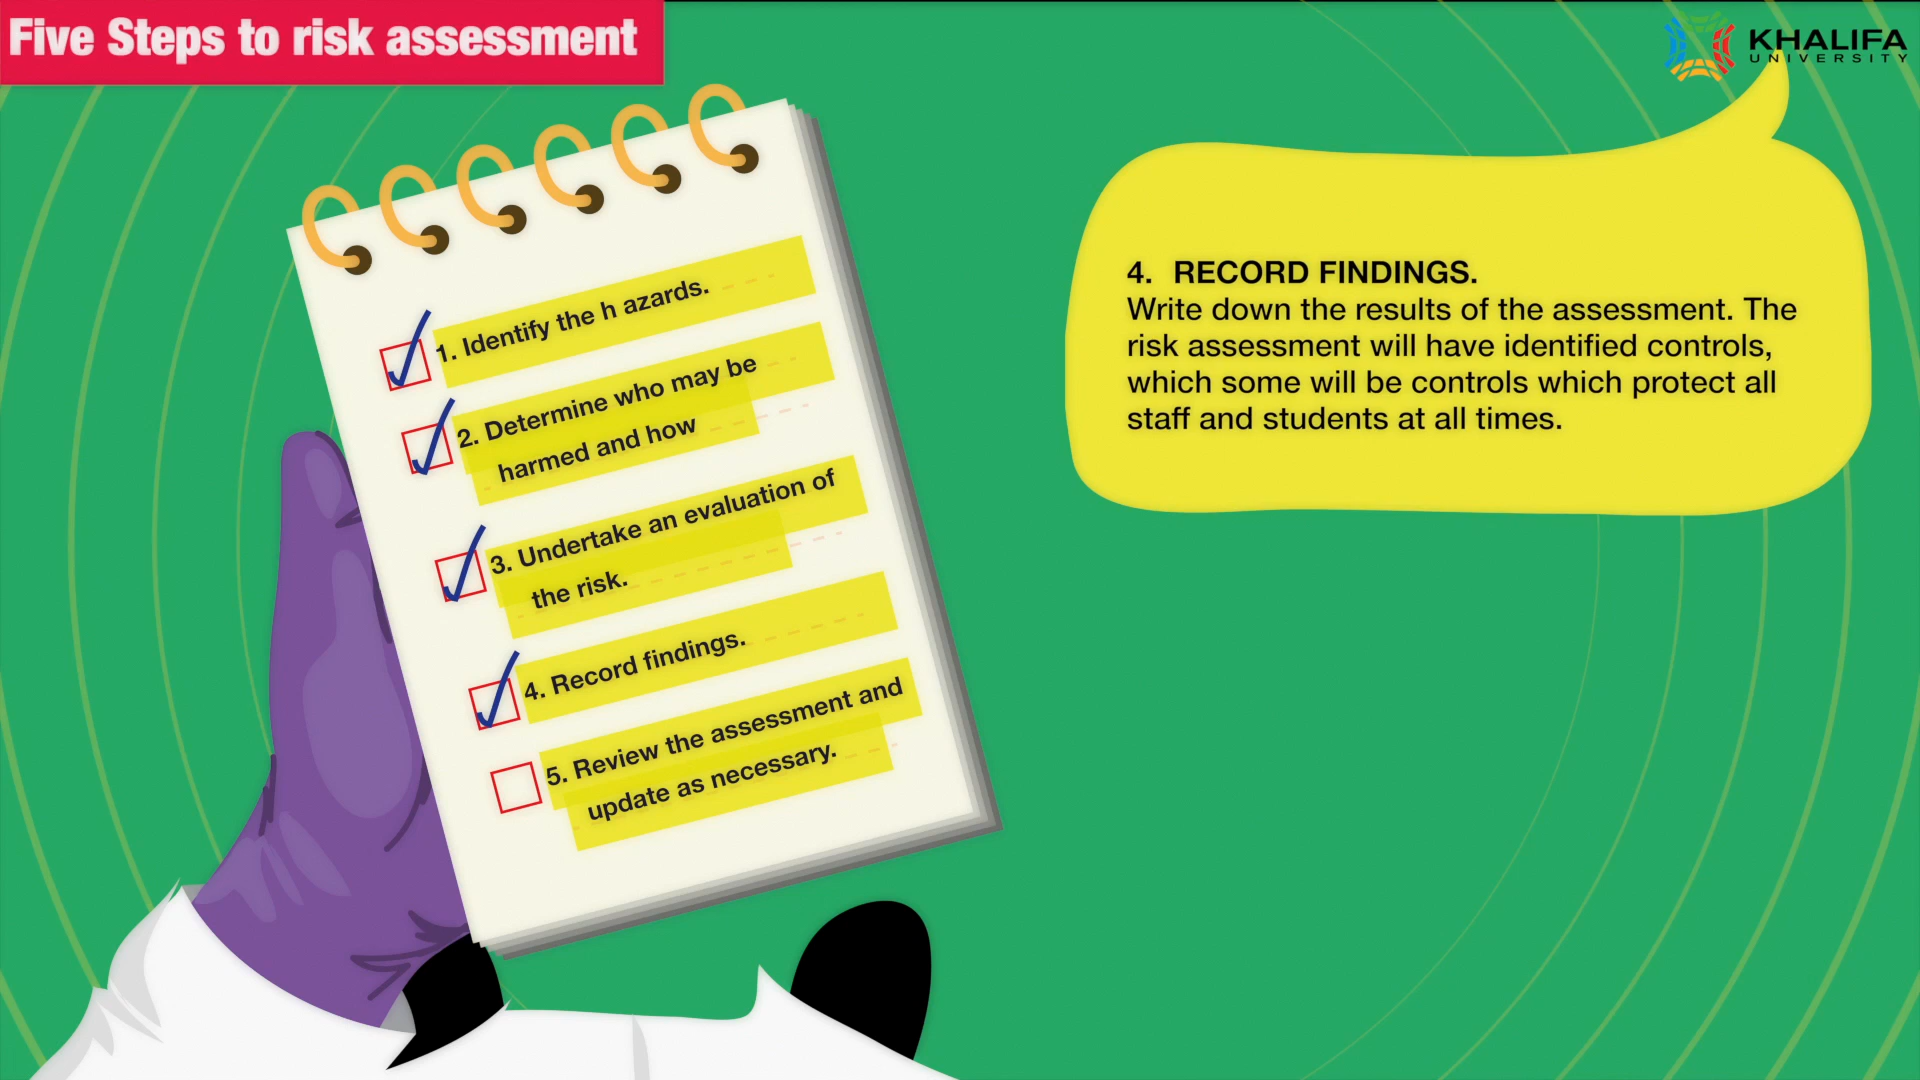 Five Steps to risk assessment
KHALIFA
UNIVERSITY
1. Identify the h azards.
2. Determine who may be
harmed and how
3. Undertake an evaluation of
the risk.
4. Record findings.
5. Review the assessment and
update as necessary.
4. RECORD FINDINGS.
Write down the results of the assessment. The
risk assessment will have identified controls,
which some will be controls which protect all
staff and students at all times.